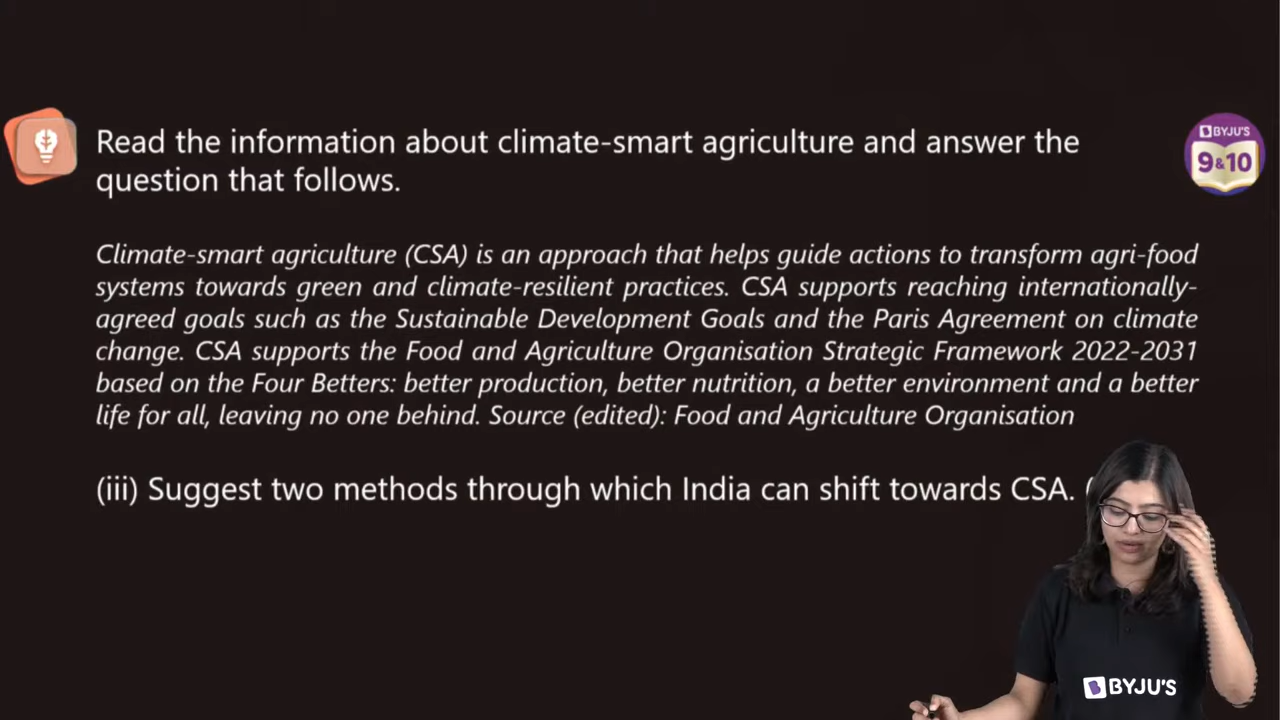 Read the information about climate-smart agriculture and answer the
question that follows.
BYJU'S
9&10
Climate-smart agriculture (CSA) is an approach that helps guide actions to transform agri-food
systems towards green and climate-resilient practices. CSA supports reaching internationally-
agreed goals such as the Sustainable Development Goals and the Paris Agreement on climate
change. CSA supports the Food and Agriculture Organisation Strategic Framework 2022-2031
based on the Four Betters: better production, better nutrition, a better environment and a better
life for all, leaving no one behind. Source (edited): Food and Agriculture Organisation
(iii) Suggest two methods through which India can shift towards CSA. (
BYJU'S